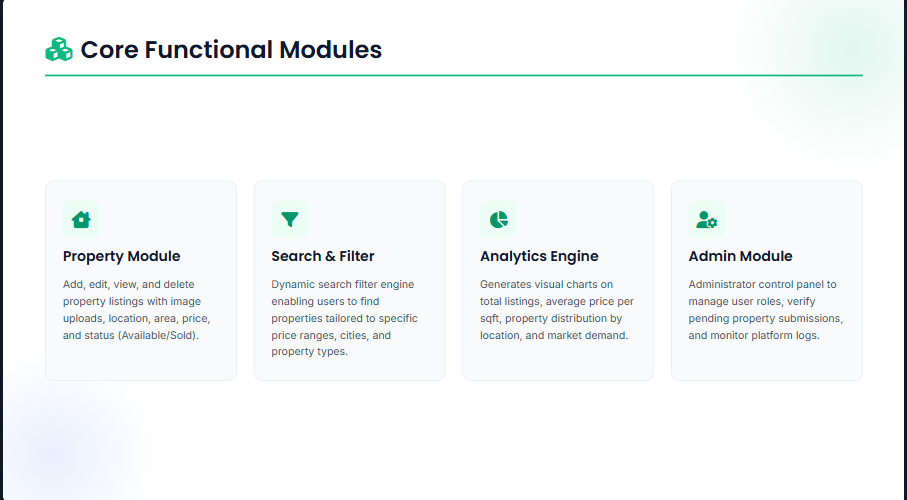 Core Functional Modules
Property Module
Add, edit, view, and delete
property listings with image
uploads, location, area, price,
and status (Available/Sold).
Search & Filter
Dynamic search filter engine
enabling users to find
properties tailored to specific
price ranges, cities, and
property types.
Analytics Engine
Generates visual charts on
total listings, average price per
sqft, property distribution by
location, and market demand.
Admin Module
Administrator control panel to
manage user roles, verify
pending property submissions,
and monitor platform logs.